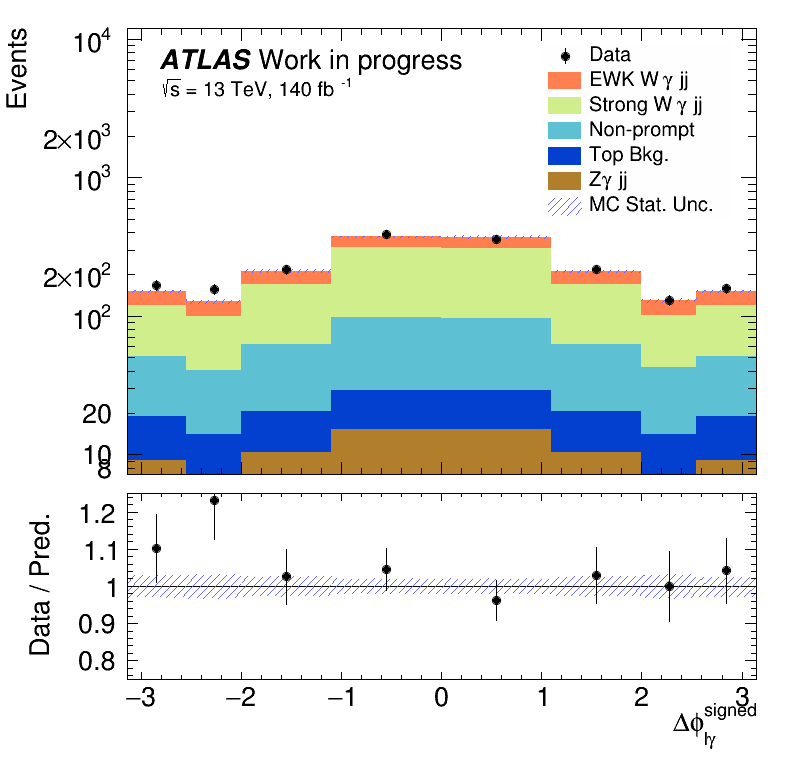 Events
10⁴
2×10³
10³
2×10²
10²
20
10
8
ATLAS Work in progress
√s = 13 TeV, 140 fb⁻¹
Data
EWK W γ jj
Strong W γ jj
Non-prompt
Top Bkg.
Zγ jj
MC Stat. Unc.
Data / Pred.
1.2
1.1
1
0.9
0.8
−3 −2 −1 0 1 2 3
Δϕ_{lγ}^{signed}